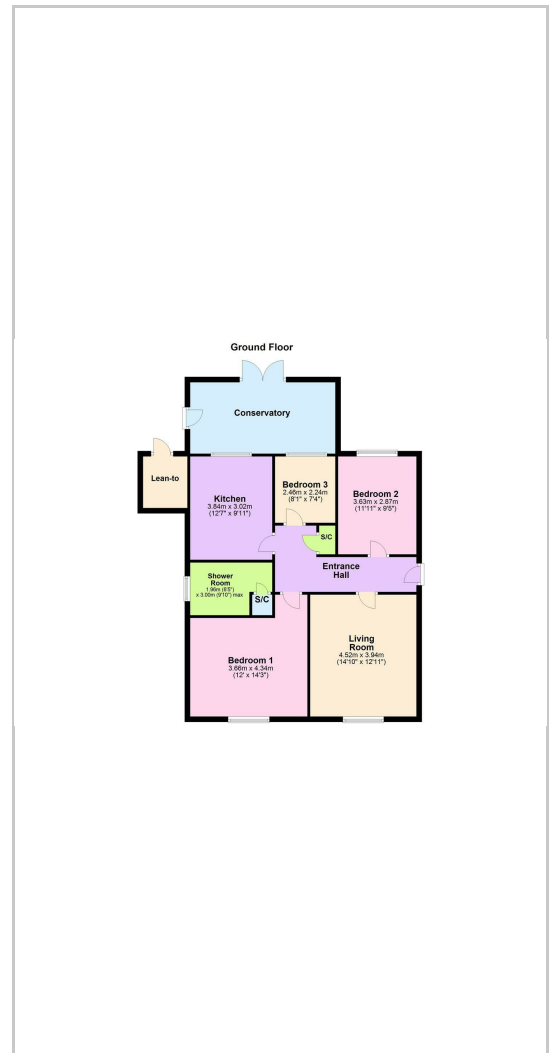 Ground Floor
Conservatory
Lean-to
Kitchen
3.84m x 3.02m
(12'7" x 9'11")
Bedroom 3
2.46m x 2.24m
(8'1" x 7'4")
Bedroom 2
3.63m x 2.87m
(11'11" x 9'5")
S/C
Entrance
Hall
Shower
Room
1.96m (6'5")
x 3.00m (9'10") max
S/C
Bedroom 1
3.66m x 4.34m
(12' x 14'3")
Living
Room
4.52m x 3.94m
(14'10" x 12'11")